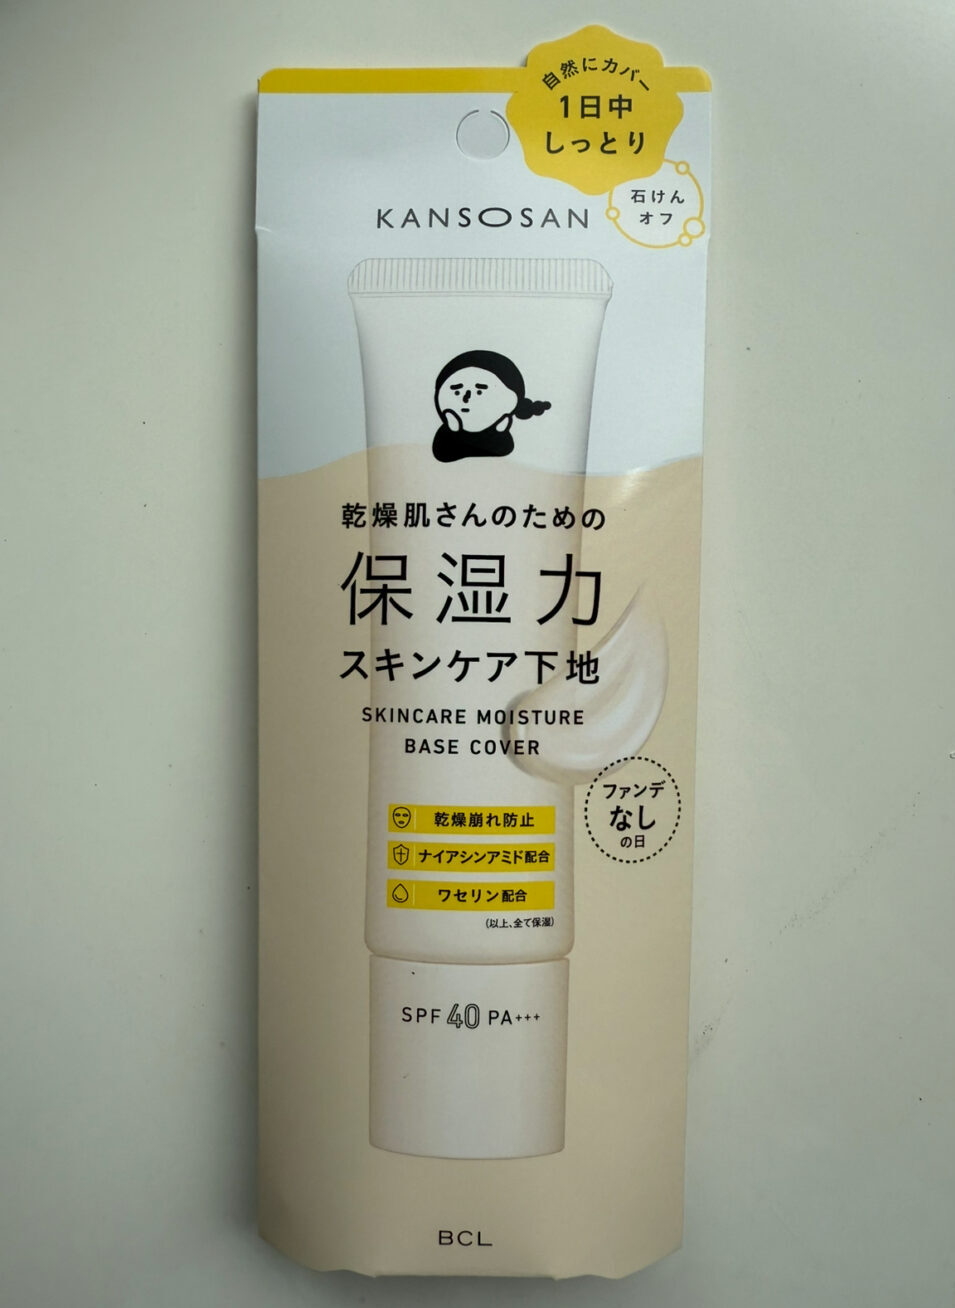 自然にカバー
1日中
しっとり
石けん
オフ
KANSOSAN
乾燥肌さんのための
保湿力
スキンケア下地
SKINCARE MOISTURE
BASE COVER
ファンデ
なし
の日
乾燥崩れ防止
ナイアシンアミド配合
ワセリン配合
(以上、全て保湿)
SPF 40 PA+++
BCL